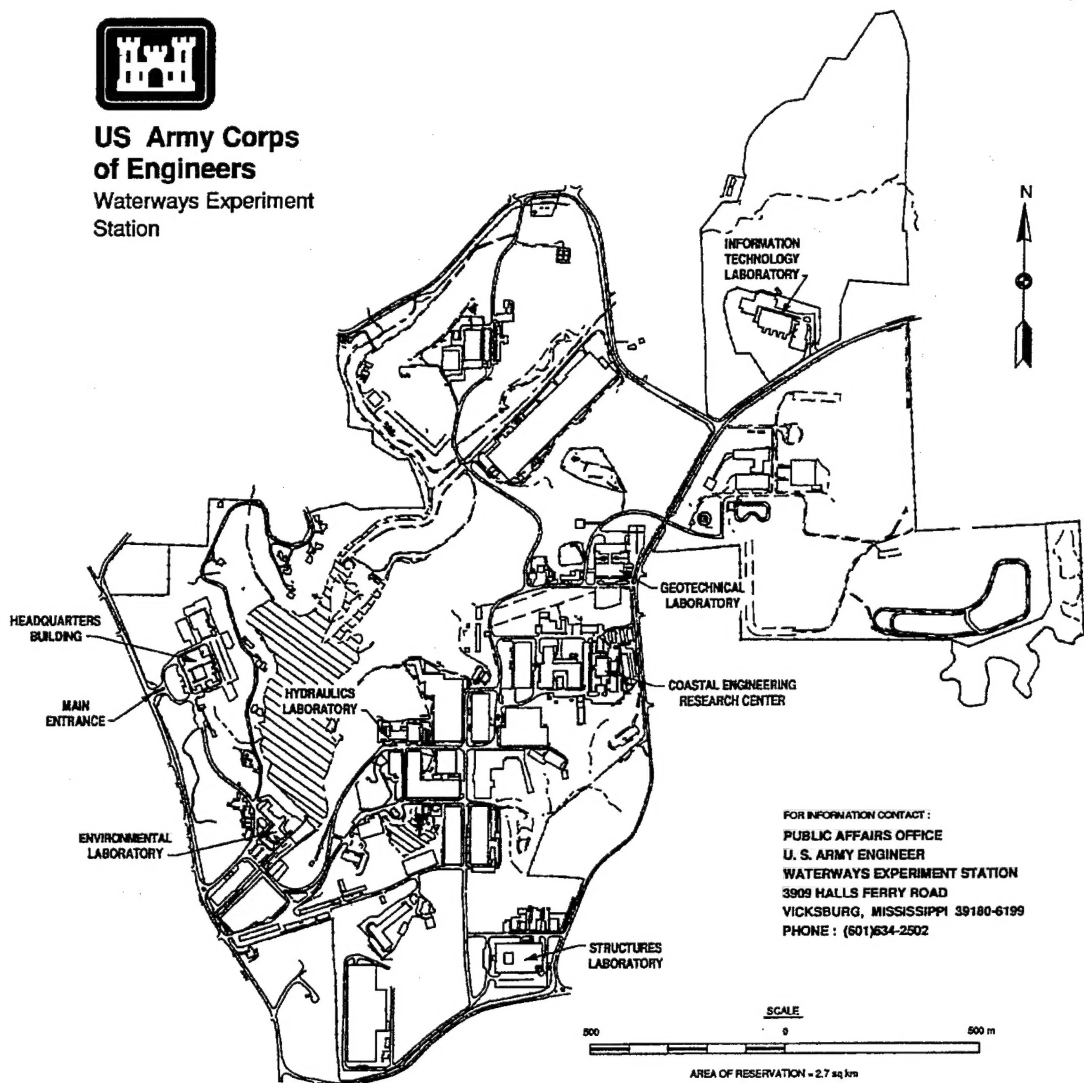 US Army Corps
of Engineers
Waterways Experiment
Station
N
INFORMATION
TECHNOLOGY
LABORATORY
GEOTECHNICAL
LABORATORY
HEADQUARTERS
BUILDING
MAIN
ENTRANCE
HYDRAULICS
LABORATORY
COASTAL ENGINEERING
RESEARCH CENTER
ENVIRONMENTAL
LABORATORY
STRUCTURES
LABORATORY
FOR INFORMATION CONTACT :
PUBLIC AFFAIRS OFFICE
U. S. ARMY ENGINEER
WATERWAYS EXPERIMENT STATION
3909 HALLS FERRY ROAD
VICKSBURG, MISSISSIPPI 39180-6199
PHONE : (601)634-2502
SCALE
500 0 500 m
AREA OF RESERVATION = 2.7 sq km